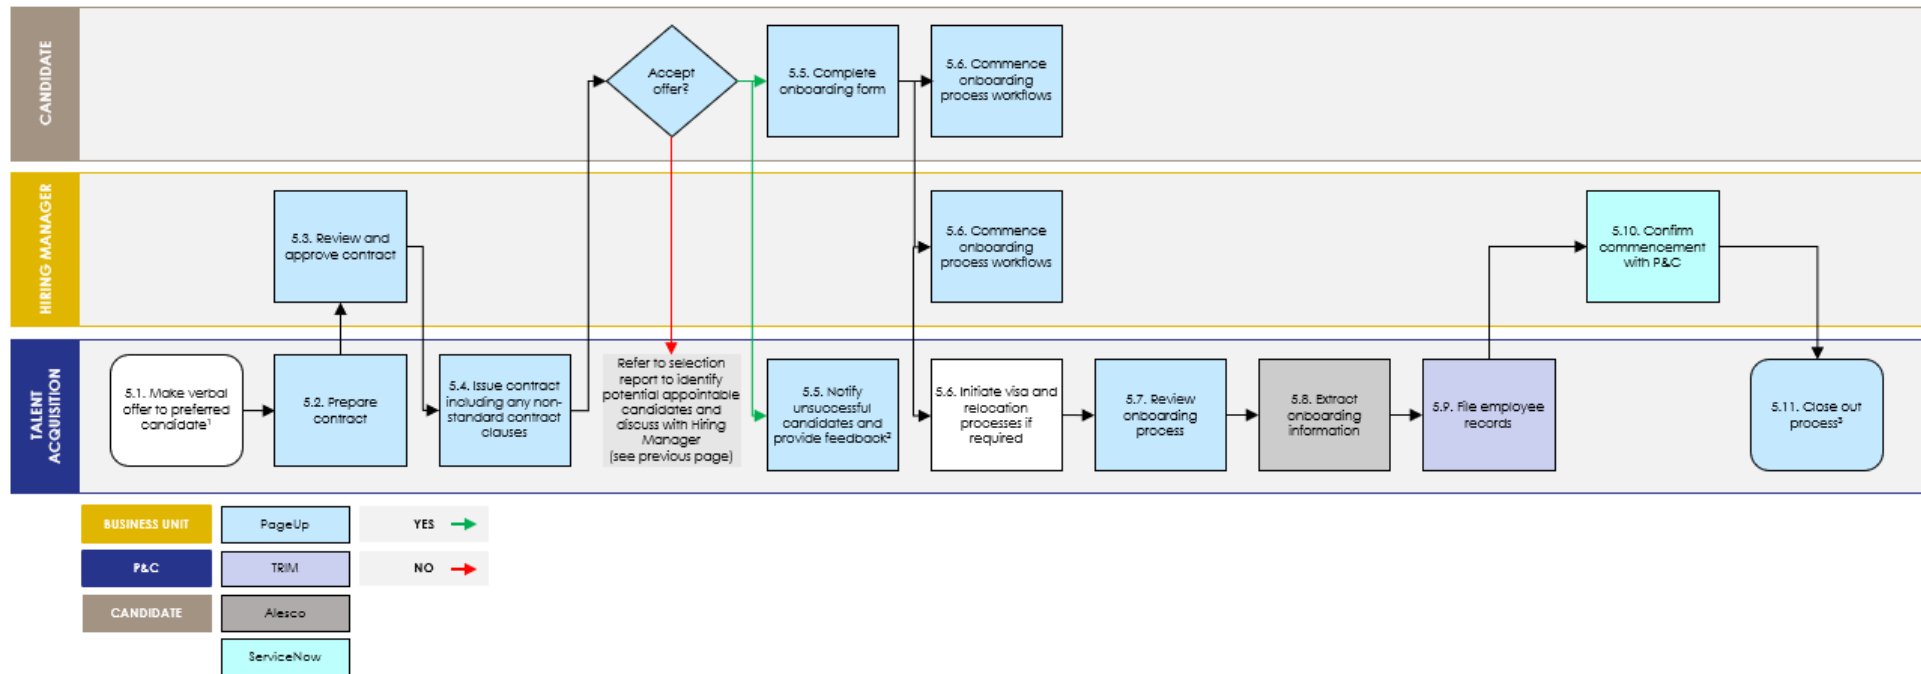 CANDIDATE
Accept
offer?
5.5. Complete
onboarding form
5.6. Commence
onboarding
process workflows
HIRING MANAGER
5.3. Review and
approve contract
5.6. Commence
onboarding
process workflows
5.10. Confirm
commencement
with P&C
TALENT
ACQUISITION
5.1. Make verbal
offer to preferred
candidate¹
5.2. Prepare
contract
5.4. Issue contract
including any non-
standard contract
clauses
Refer to selection
report to identify
potential appointable
candidates and
discuss with Hiring
Manager
(see previous page)
5.5. Notify
unsuccessful
candidates and
provide feedback²
5.6. Initiate visa and
relocation
processes if
required
5.7. Review
onboarding
process
5.8. Extract
onboarding
information
5.9. File employee
records
5.11. Close out
process³
BUSINESS UNIT
PageUp
YES
P&C
TRIM
NO
CANDIDATE
Alesco
ServiceNow